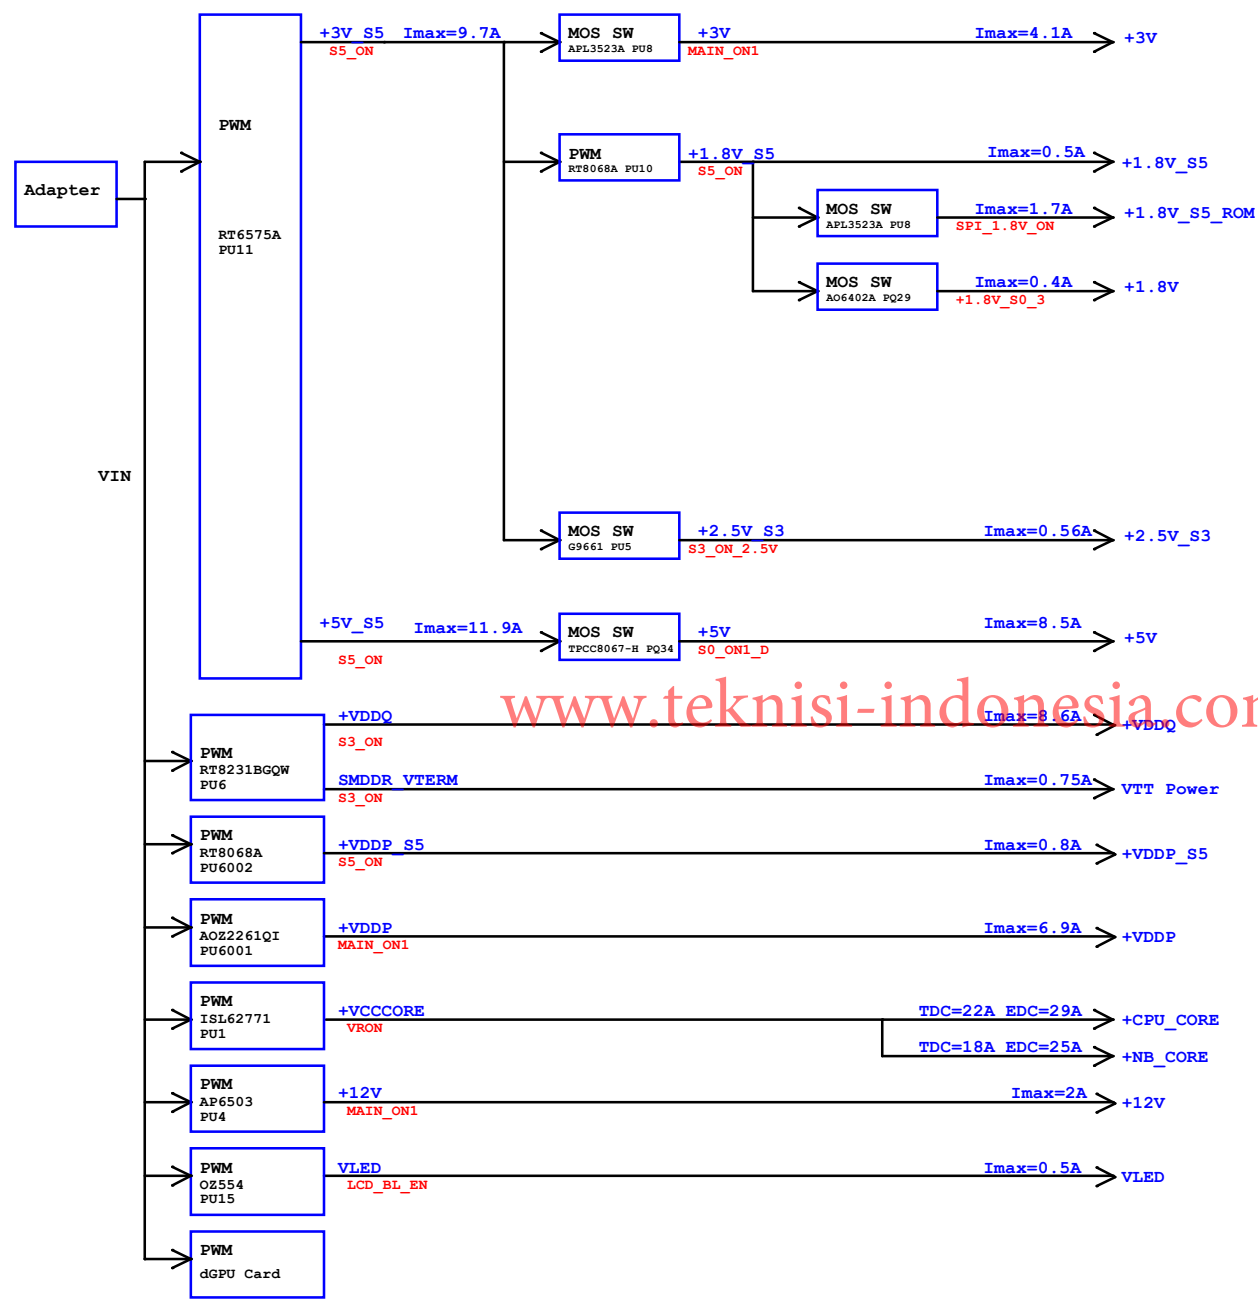 Adapter
VIN
PWM
RT6575A
PU11
+3V_S5 Imax=9.7A
S5_ON
MOS SW
APL3523A PU8
+3V
MAIN_ON1
Imax=4.1A
+3V
PWM
RT8068A PU10
+1.8V_S5
S5_ON
Imax=0.5A
+1.8V_S5
MOS SW
APL3523A PU8
Imax=1.7A
SPI_1.8V_ON
+1.8V_S5_ROM
MOS SW
AO6402A PQ29
Imax=0.4A
+1.8V_S0_3
+1.8V
MOS SW
G9661 PU5
+2.5V_S3
S3_ON_2.5V
Imax=0.56A
+2.5V_S3
+5V_S5 Imax=11.9A
S5_ON
MOS SW
TPCC8067-H PQ34
+5V
S0_ON1_D
Imax=8.5A
+5V
www.teknisi-indonesia.com
PWM
RT8231BGQW
PU6
+VDDQ
S3_ON
Imax=8.6A
+VDDQ
SMDDR_VTERM
S3_ON
Imax=0.75A
VTT Power
PWM
RT8068A
PU6002
+VDDP_S5
S5_ON
Imax=0.8A
+VDDP_S5
PWM
AOZ2261QI
PU6001
+VDDP
MAIN_ON1
Imax=6.9A
+VDDP
PWM
ISL62771
PU1
+VCCCORE
VRON
TDC=22A EDC=29A
+CPU_CORE
TDC=18A EDC=25A
+NB_CORE
PWM
AP6503
PU4
+12V
MAIN_ON1
Imax=2A
+12V
PWM
OZ554
PU15
VLED
LCD_BL_EN
Imax=0.5A
VLED
PWM
dGPU Card